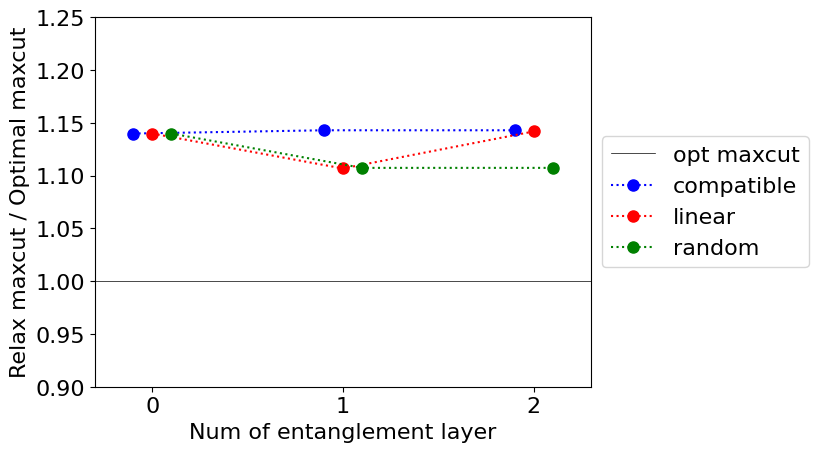 Relax maxcut / Optimal maxcut
1.25
1.20
1.15
1.10
1.05
1.00
0.95
0.90
0
1
2
Num of entanglement layer
opt maxcut
compatible
linear
random